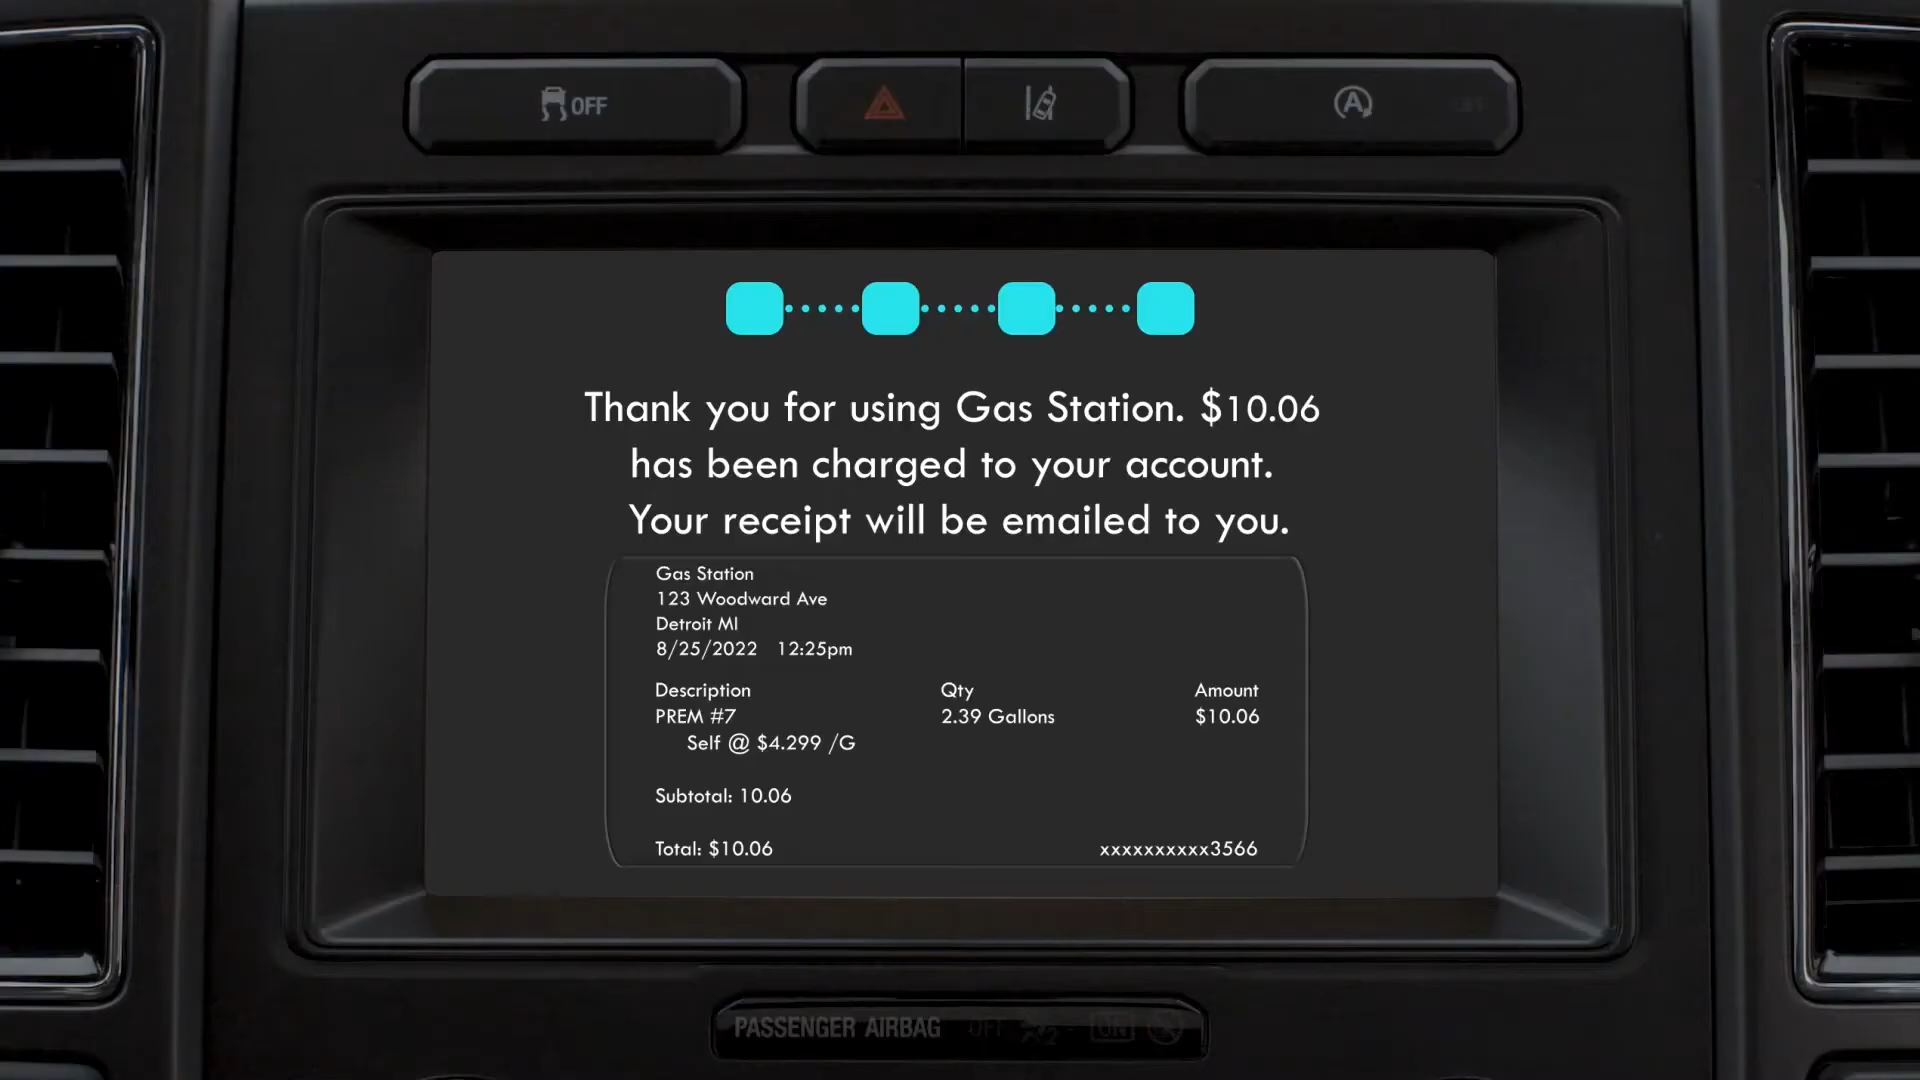 OFF
A
Thank you for using Gas Station. $10.06
has been charged to your account.
Your receipt will be emailed to you.
Gas Station
123 Woodward Ave
Detroit MI
8/25/2022 12:25pm
Description Qty Amount
PREM #7 2.39 Gallons $10.06
Self @ $4.299 /G
Subtotal: 10.06
Total: $10.06 xxxxxxxxxx3566
PASSENGER AIRBAG OFF ON